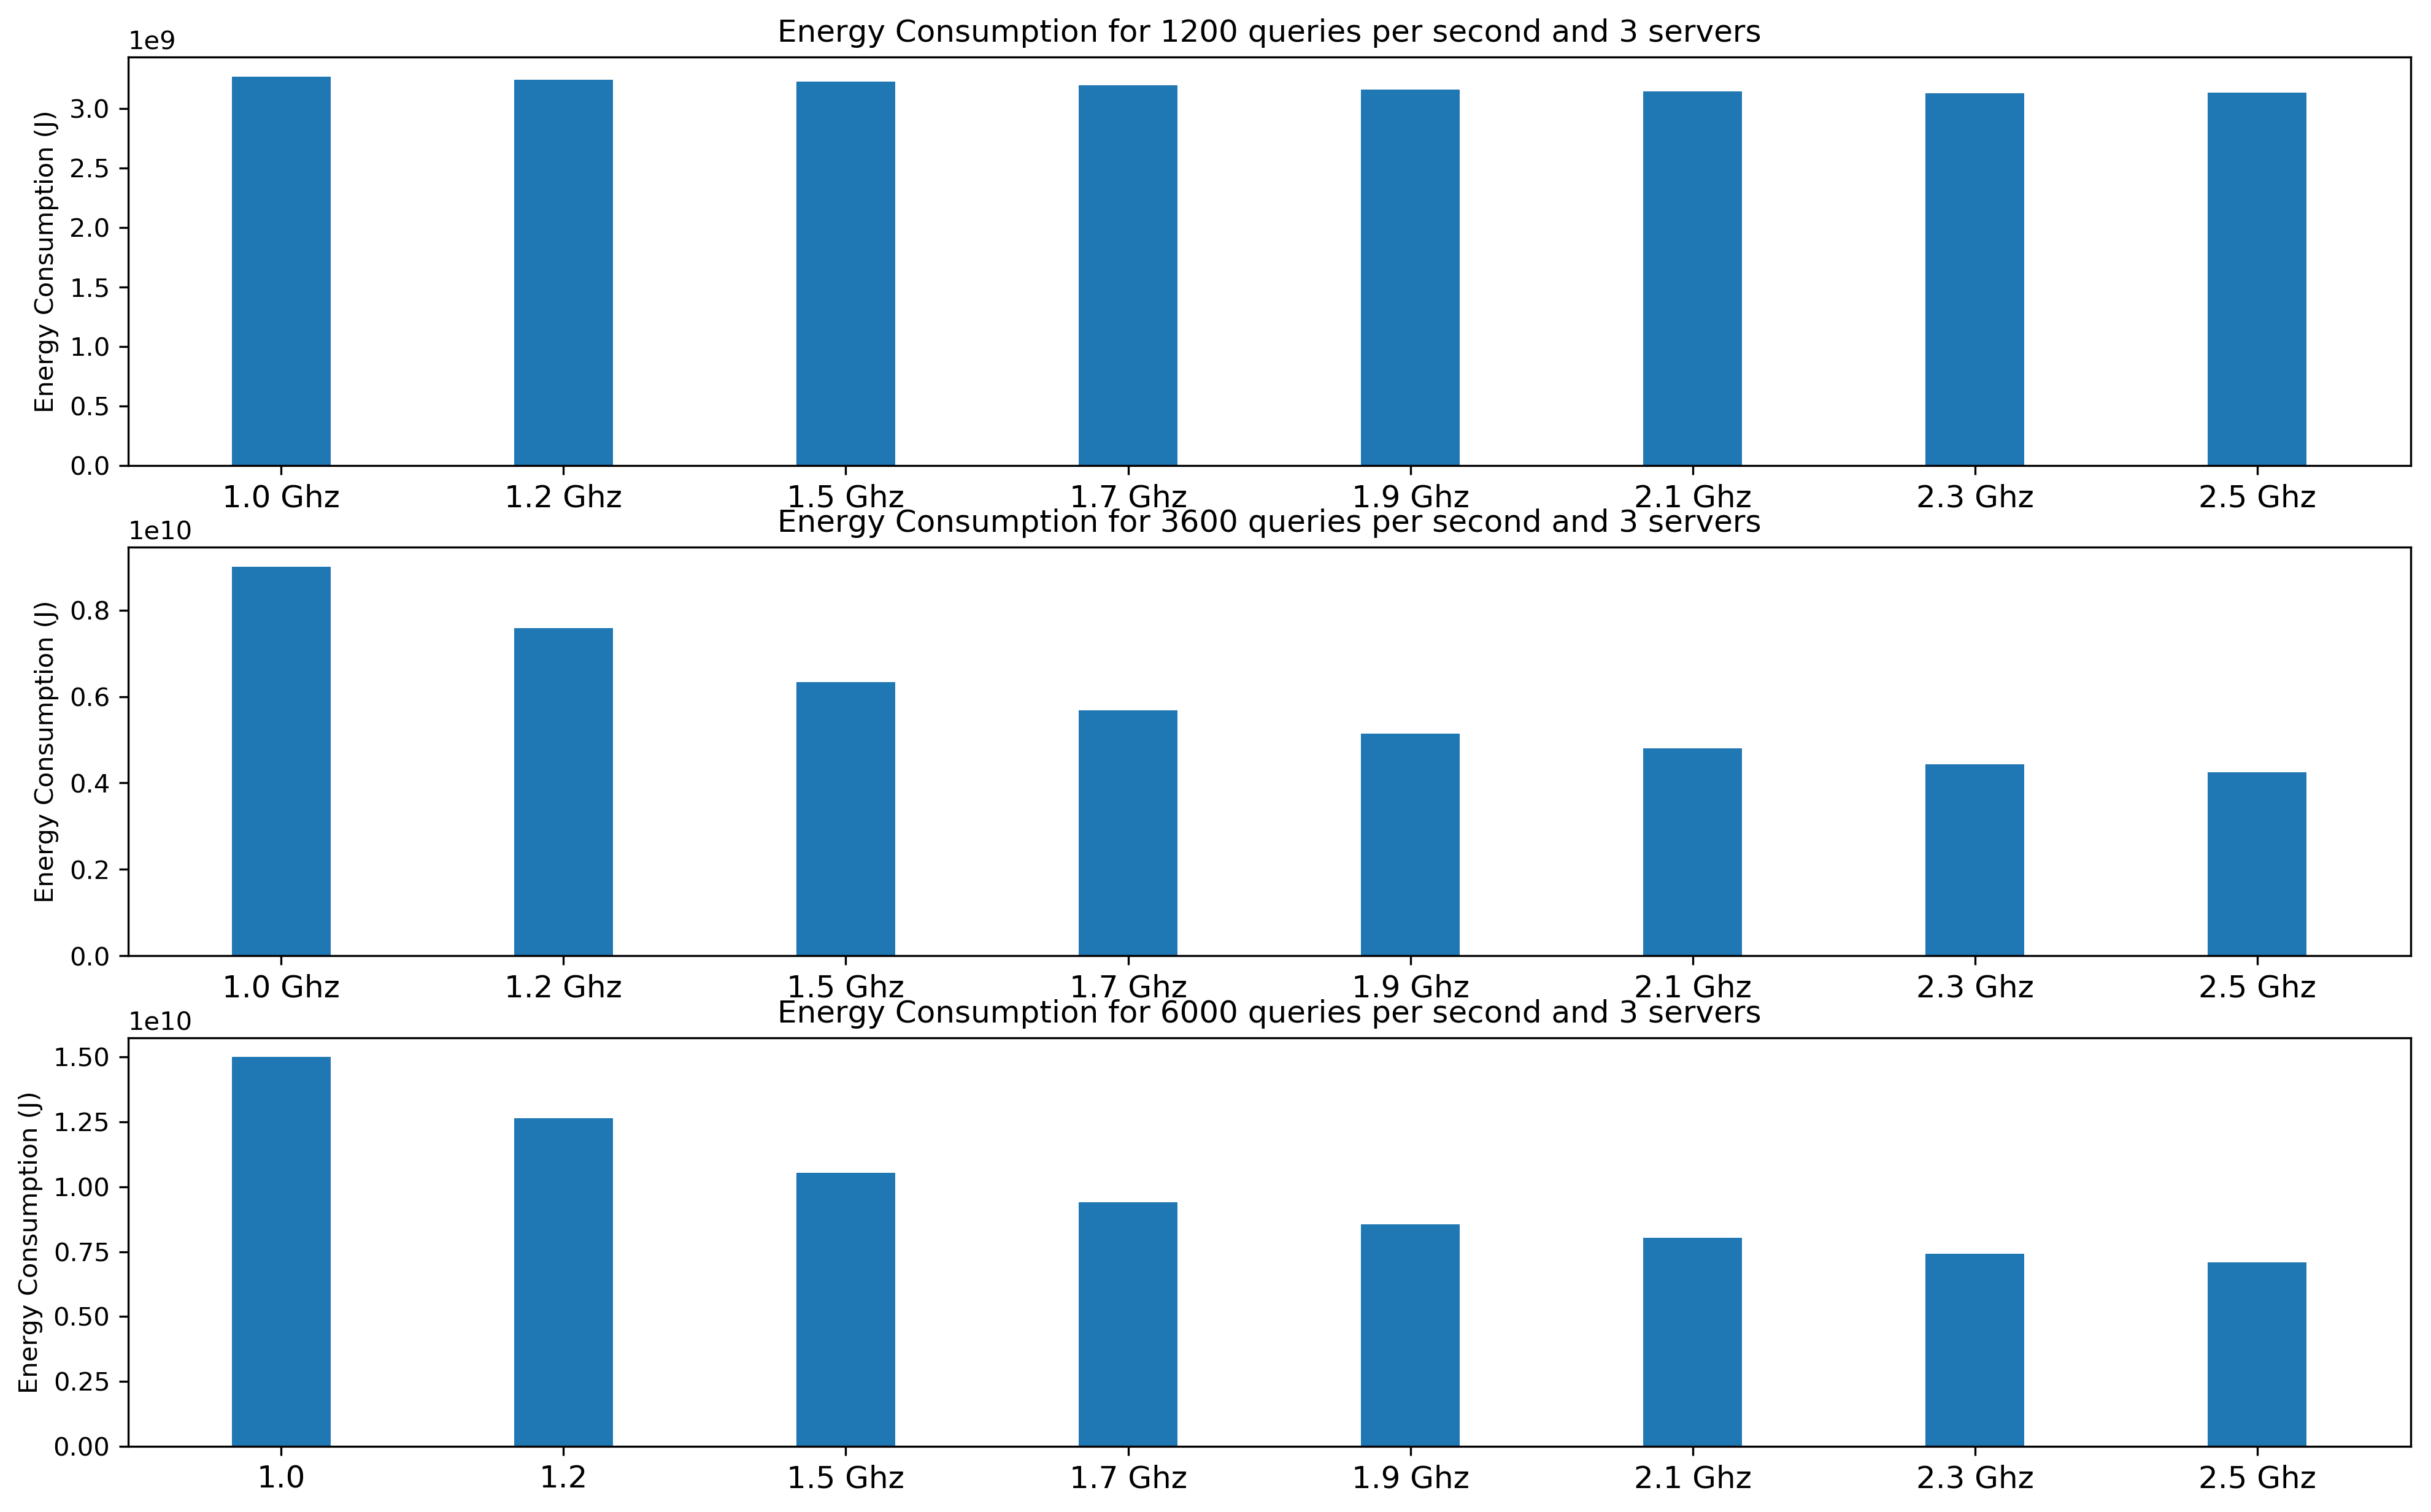 Energy Consumption for 1200 queries per second and 3 servers
1e9
Energy Consumption (J)
3.0
2.5
2.0
1.5
1.0
0.5
0.0
1.0 Ghz 1.2 Ghz 1.5 Ghz 1.7 Ghz 1.9 Ghz 2.1 Ghz 2.3 Ghz 2.5 Ghz
Energy Consumption for 3600 queries per second and 3 servers
1e10
Energy Consumption (J)
0.8
0.6
0.4
0.2
0.0
1.0 Ghz 1.2 Ghz 1.5 Ghz 1.7 Ghz 1.9 Ghz 2.1 Ghz 2.3 Ghz 2.5 Ghz
Energy Consumption for 6000 queries per second and 3 servers
1e10
Energy Consumption (J)
1.50
1.25
1.00
0.75
0.50
0.25
0.00
1.0 1.2 1.5 Ghz 1.7 Ghz 1.9 Ghz 2.1 Ghz 2.3 Ghz 2.5 Ghz